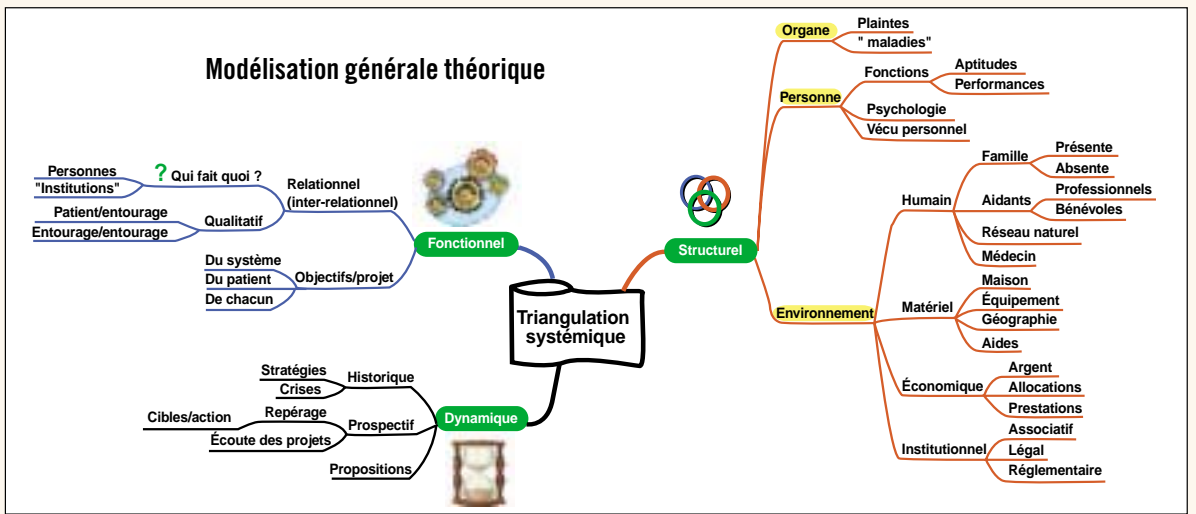 Modélisation générale théorique
Triangulation
systémique
Structurel
Organe
Plaintes
" maladies"
Personne
Fonctions
Aptitudes
Performances
Psychologie
Vécu personnel
Environnement
Humain
Famille
Présente
Absente
Aidants
Professionnels
Bénévoles
Réseau naturel
Médecin
Matériel
Maison
Équipement
Géographie
Aides
Économique
Argent
Allocations
Prestations
Institutionnel
Associatif
Légal
Réglementaire
Fonctionnel
Relationnel
(inter-relationnel)
? Qui fait quoi ?
Personnes
"Institutions"
Qualitatif
Patient/entourage
Entourage/entourage
Objectifs/projet
Du système
Du patient
De chacun
Dynamique
Historique
Stratégies
Crises
Prospectif
Repérage
Cibles/action
Écoute des projets
Propositions